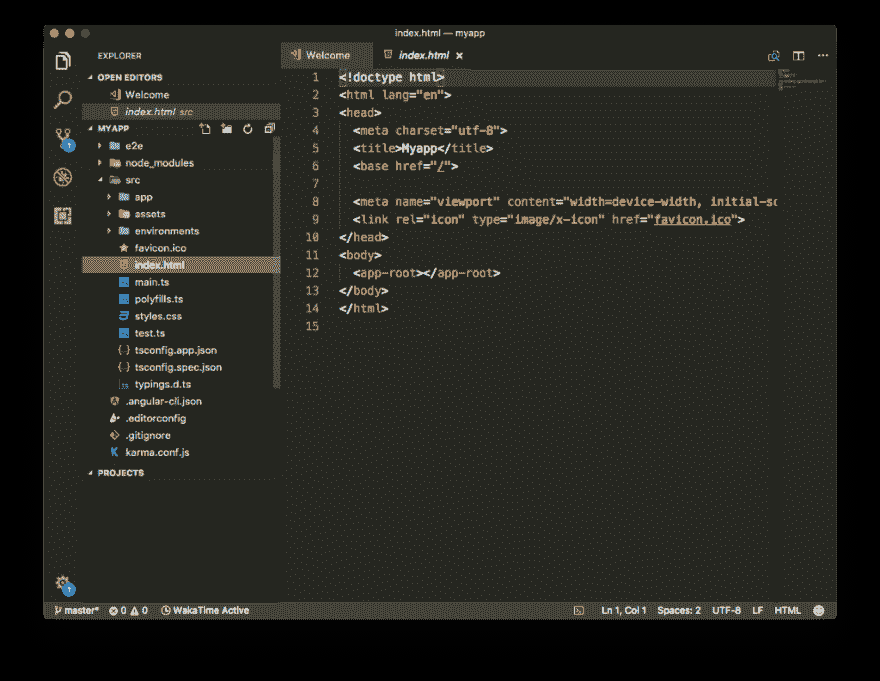 index.html — myapp
EXPLORER
OPEN EDITORS
Welcome
index.html src
MYAPP
e2e
node_modules
src
app
assets
environments
favicon.ico
index.html
main.ts
polyfills.ts
styles.css
test.ts
tsconfig.app.json
tsconfig.spec.json
typings.d.ts
.angular-cli.json
.editorconfig
.gitignore
karma.conf.js
PROJECTS
Welcome
index.html
1 <!doctype html>
2 <html lang="en">
3 <head>
4 <meta charset="utf-8">
5 <title>Myapp</title>
6 <base href="/">
7
8 <meta name="viewport" content="width=device-width, initial-sc
9 <link rel="icon" type="image/x-icon" href="favicon.ico">
10 </head>
11 <body>
12 <app-root></app-root>
13 </body>
14 </html>
15
master* 0 0 WakaTime Active Ln 1, Col 1 Spaces: 2 UTF-8 LF HTML